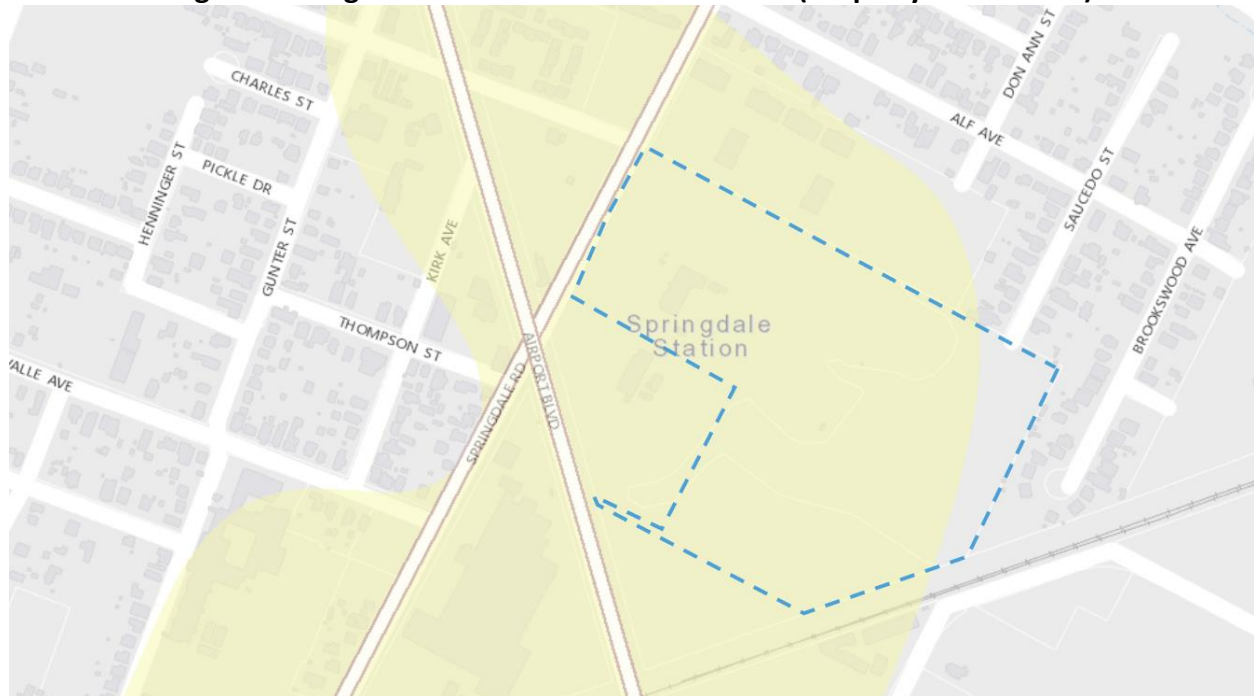 DON ANN ST
CHARLES ST
ALF AVE
HENNINGER ST
PICKLE DR
SAUCEDO ST
GUNTER ST
KIRK AVE
BROOKSWOOD AVE
THOMPSON ST
Springdale
Station
AIRPORT BLVD
SPRINGDALE RD
VALLE AVE